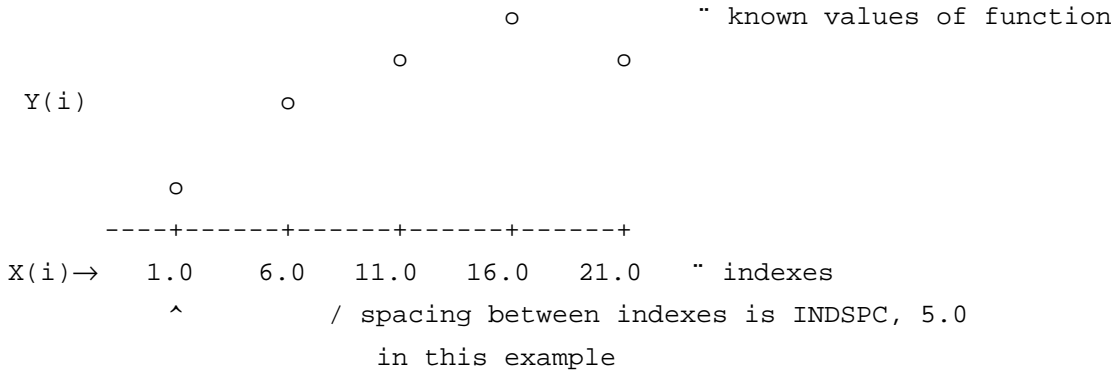 o ¨ known values of function
o o
Y(i) o
o
----+------+------+------+------+
X(i)→ 1.0 6.0 11.0 16.0 21.0 ¨ indexes
^ / spacing between indexes is INDSPC, 5.0
in this example